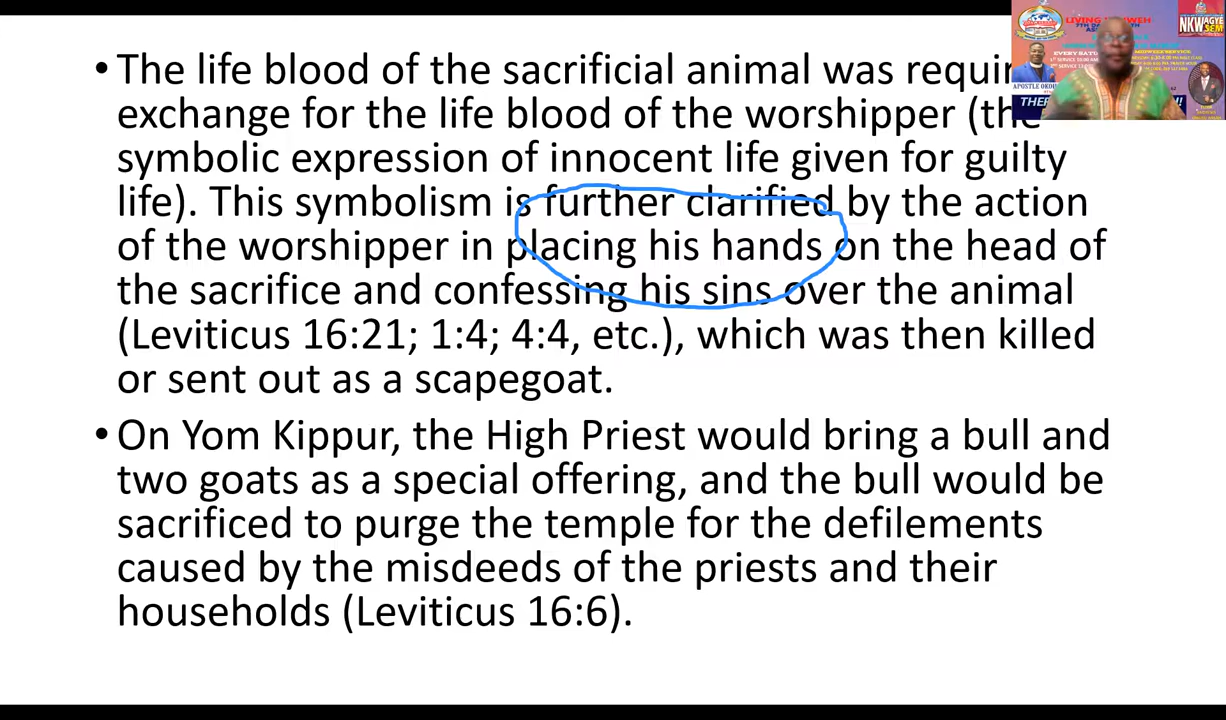 • The life blood of the sacrificial animal was
exchange for the life blood of the worshipper (the
symbolic expression of innocent life given for guilty
life). This symbolism is further clarified by the action
of the worshipper in placing his hands on the head of
the sacrifice and confessing his sins over the animal
(Leviticus 16:21; 1:4; 4:4, etc.), which was then killed
or sent out as a scapegoat.
• On Yom Kippur, the High Priest would bring a bull and
two goats as a special offering, and the bull would be
sacrificed to purge the temple for the defilements
caused by the misdeeds of the priests and their
households (Leviticus 16:6).
LIVING
NKWAGYE
SEM